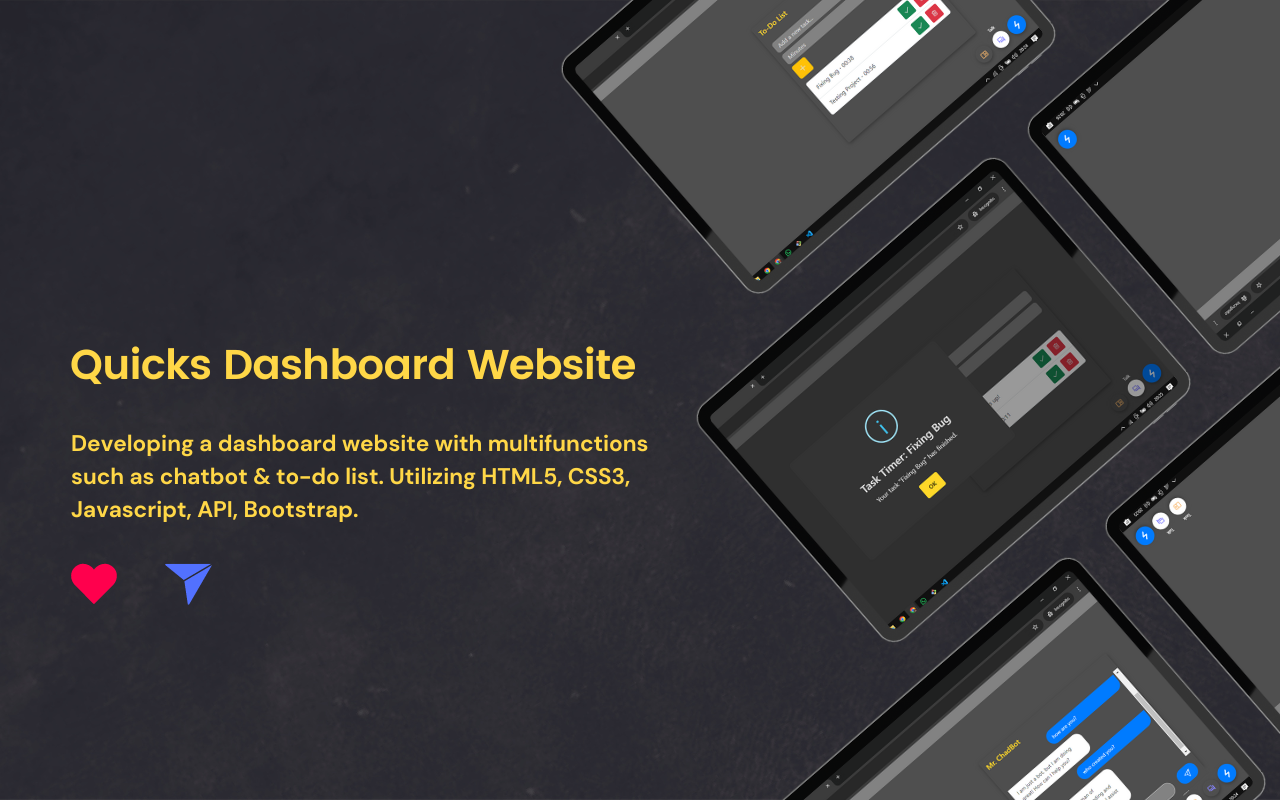 Quicks Dashboard Website
Developing a dashboard website with multifunctions
such as chatbot & to-do list. Utilizing HTML5, CSS3,
Javascript, API, Bootstrap.
To-Do List
Add a new task...
Minutes
Fixing Bug - 00:38
Testing Project - 00:56
Incognito
Task Timer: Fixing Bug
Your task "Fixing Bug" has finished.
OK
Incognito
Mr. ChadBot
how are you?
I am just a bot, but I am doing
great! How can I help you?
who created you?